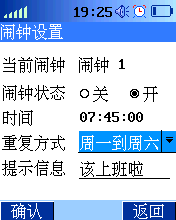 19:25
闹钟设置
当前闹钟 闹钟 1
闹钟状态 关 开
时间 07:45:00
重复方式 周一到周六
提示信息 该上班啦
确认 返回